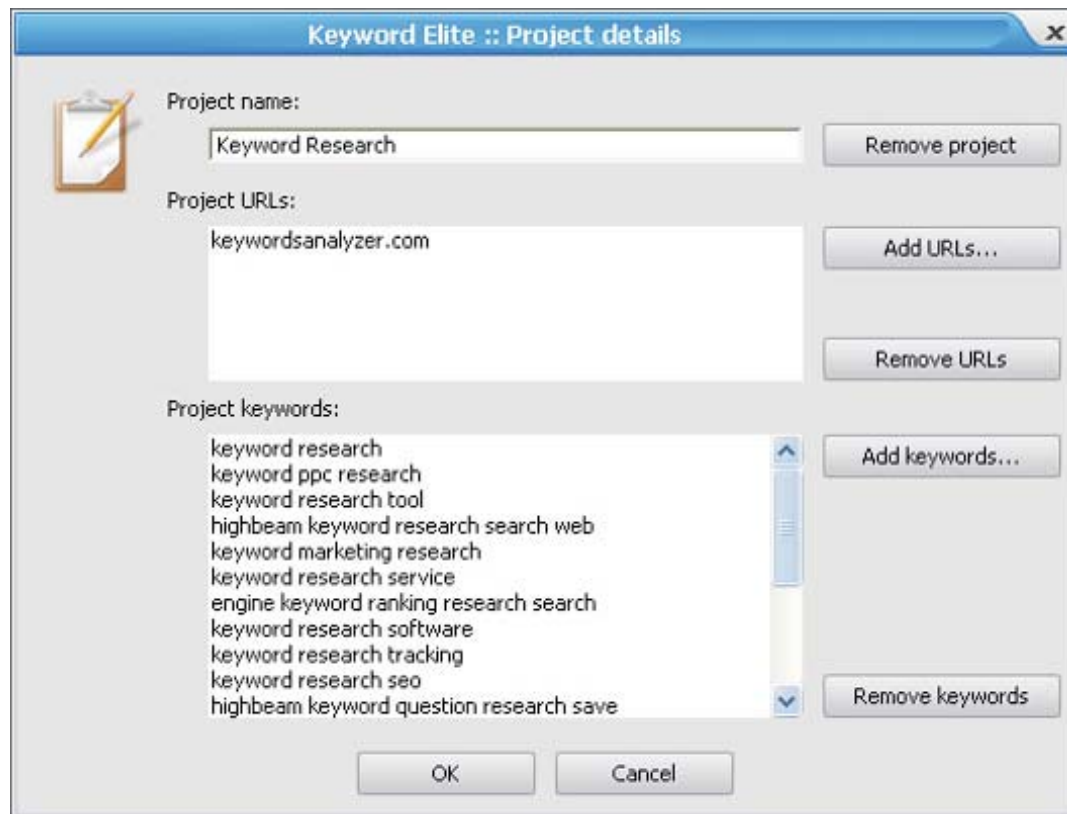 Keyword Elite :: Project details
x
Project name:
Keyword Research
Remove project
Project URLs:
keywordsanalyzer.com
Add URLs...
Remove URLs
Project keywords:
keyword research
keyword ppc research
keyword research tool
highbeam keyword research search web
keyword marketing research
keyword research service
engine keyword ranking research search
keyword research software
keyword research tracking
keyword research seo
highbeam keyword question research save
Add keywords...
Remove keywords
OK
Cancel